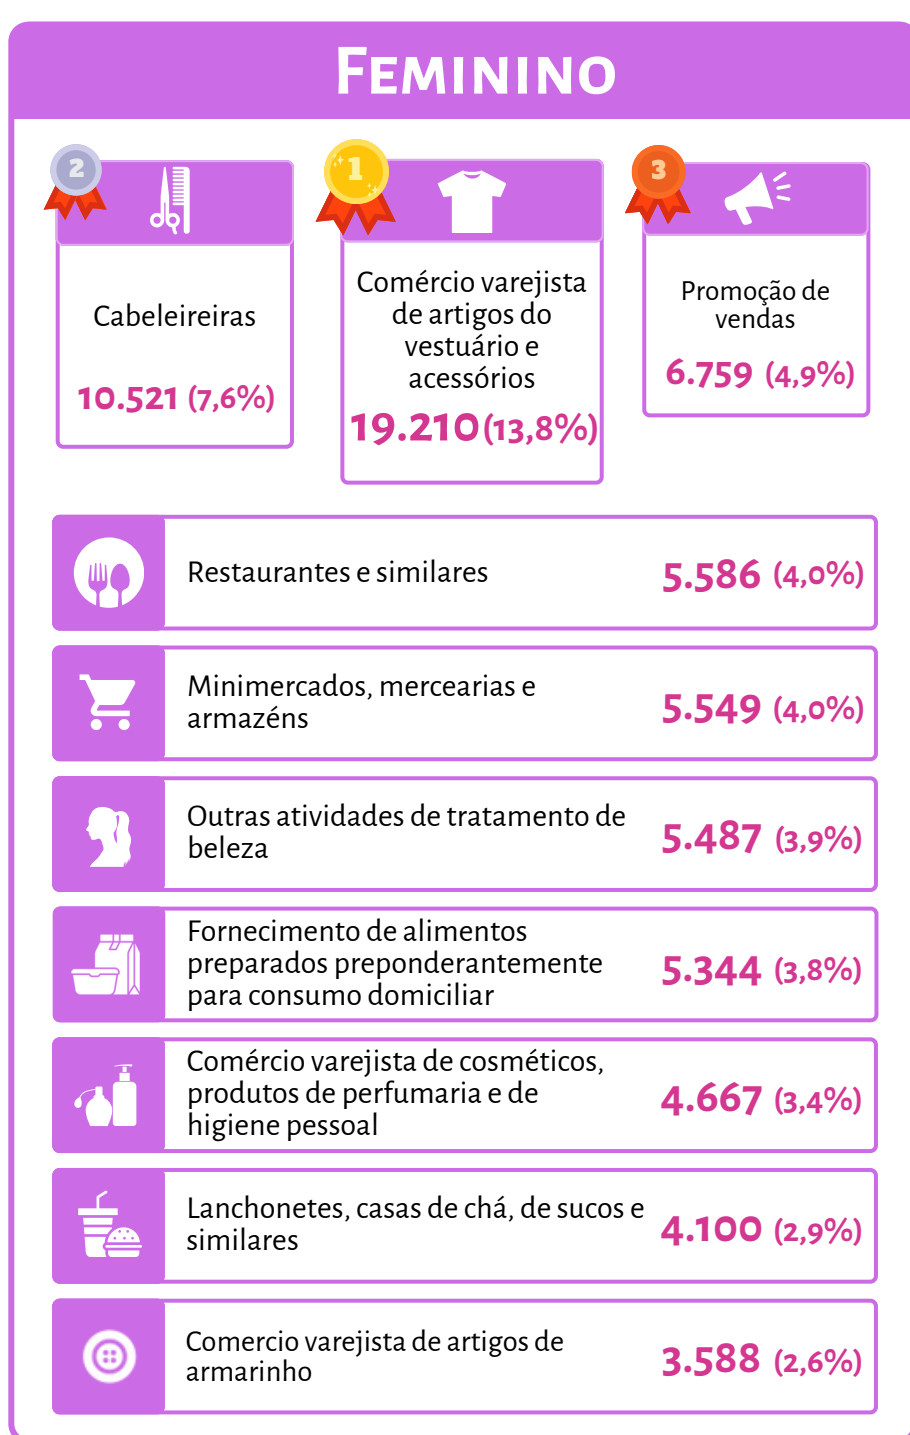 Feminino
2
Cabeleireiras
10.521 (7,6%)
1
Comércio varejista
de artigos do
vestuário e
acessórios
19.210 (13,8%)
3
Promoção de
vendas
6.759 (4,9%)
Restaurantes e similares
5.586 (4,0%)
Minimercados, mercearias e
armazéns
5.549 (4,0%)
Outras atividades de tratamento de
beleza
5.487 (3,9%)
Fornecimento de alimentos
preparados preponderantemente
para consumo domiciliar
5.344 (3,8%)
Comércio varejista de cosméticos,
produtos de perfumaria e de
higiene pessoal
4.667 (3,4%)
Lanchonetes, casas de chá, de sucos e
similares
4.100 (2,9%)
Comercio varejista de artigos de
armarinho
3.588 (2,6%)